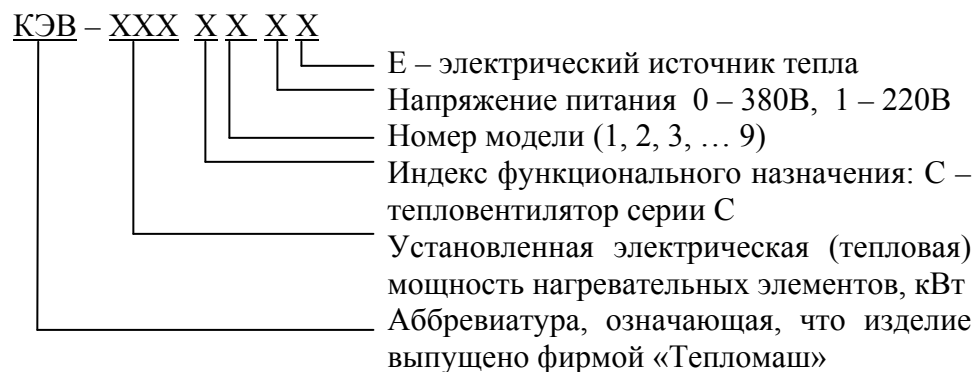 КЭВ – ХХХ Х Х Х Х
Е – электрический источник тепла
Напряжение питания 0 – 380В, 1 – 220В
Номер модели (1, 2, 3, … 9)
Индекс функционального назначения: С –
тепловентилятор серии С
Установленная электрическая (тепловая)
мощность нагревательных элементов, кВт
Аббревиатура, означающая, что изделие
выпущено фирмой «Тепломаш»